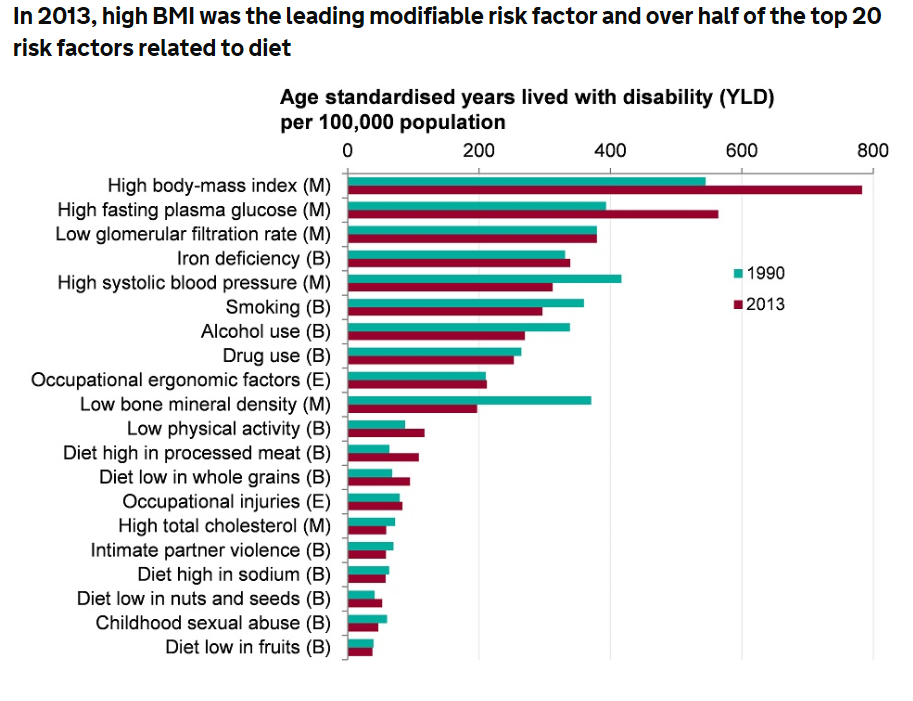 In 2013, high BMI was the leading modifiable risk factor and over half of the top 20
risk factors related to diet
Age standardised years lived with disability (YLD)
per 100,000 population
0 200 400 600 800
High body-mass index (M)
High fasting plasma glucose (M)
Low glomerular filtration rate (M)
Iron deficiency (B)
High systolic blood pressure (M)
Smoking (B)
Alcohol use (B)
Drug use (B)
Occupational ergonomic factors (E)
Low bone mineral density (M)
Low physical activity (B)
Diet high in processed meat (B)
Diet low in whole grains (B)
Occupational injuries (E)
High total cholesterol (M)
Intimate partner violence (B)
Diet high in sodium (B)
Diet low in nuts and seeds (B)
Childhood sexual abuse (B)
Diet low in fruits (B)
1990
2013